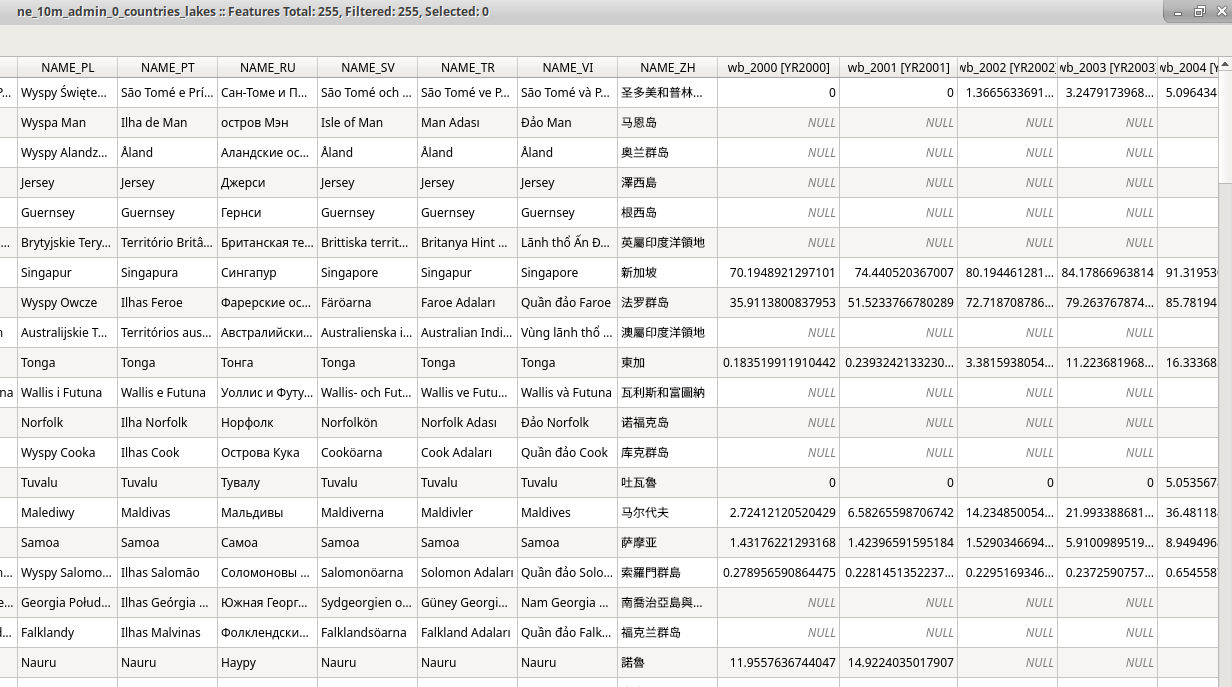 ne_10m_admin_0_countries_lakes :: Features Total: 255, Filtered: 255, Selected: 0
NAME_PL NAME_PT NAME_RU NAME_SV NAME_TR NAME_VI NAME_ZH wb_2000 [YR2000] wb_2001 [YR2001] wb_2002 [YR2002] wb_2003 [YR2003] wb_2004 [Y
P... Wyspy Święte... São Tomé e Prí... Сан-Томе и П... São Tomé och ... São Tomé ve P... São Tomé và P... 圣多美和普林... 0 0 1.3665633691... 3.2479173968... 5.096434
Wyspa Man Ilha de Man остров Мэн Isle of Man Man Adası Đảo Man 马恩岛 NULL NULL NULL NULL
Wyspy Alandz... Åland Аландские ос... Åland Åland Åland 奥兰群岛 NULL NULL NULL NULL
Jersey Jersey Джерси Jersey Jersey Jersey 澤西島 NULL NULL NULL NULL
Guernsey Guernsey Гернси Guernsey Guernsey Guernsey 根西岛 NULL NULL NULL NULL
... Brytyjskie Tery... Território Britâ... Британская те... Brittiska territ... Britanya Hint ... Lãnh thổ Ấn Đ... 英屬印度洋領地 NULL NULL NULL NULL
Singapur Singapura Сингапур Singapore Singapur Singapore 新加坡 70.1948921297101 74.440520367007 80.194461281... 84.17866963814 91.31953
Wyspy Owcze Ilhas Feroe Фарерские ос... Färöarna Faroe Adaları Quần đảo Faroe 法罗群岛 35.9113800837953 51.5233766780289 72.718708786... 79.263767874... 85.78194
n Australijskie T... Territórios aus... Австралийски... Australienska i... Australian Indi... Vùng lãnh thổ ... 澳屬印度洋領地 NULL NULL NULL NULL
Tonga Tonga Тонга Tonga Tonga Tonga 東加 0.183519911910442 0.2393242133230... 3.3815938054... 11.223681968... 16.33368
na Wallis i Futuna Wallis e Futuna Уоллис и Футу... Wallis- och Fut... Wallis ve Futu... Wallis và Futuna 瓦利斯和富圖納 NULL NULL NULL NULL
Norfolk Ilha Norfolk Норфолк Norfolkön Norfolk Adası Đảo Norfolk 诺福克岛 NULL NULL NULL NULL
Wyspy Cooka Ilhas Cook Острова Кука Cooköarna Cook Adaları Quần đảo Cook 库克群岛 NULL NULL NULL NULL
Tuvalu Tuvalu Тувалу Tuvalu Tuvalu Tuvalu 吐瓦魯 0 0 0 0 5.053567
Malediwy Maldivas Мальдивы Maldiverna Maldivler Maldives 马尔代夫 2.72412120520429 6.58265598706742 14.234850054... 21.993388681... 36.48118
Samoa Samoa Самоа Samoa Samoa Samoa 萨摩亚 1.43176221293168 1.42396591595184 1.5290346694... 5.9100989519... 8.949496
n... Wyspy Salomo... Ilhas Salomão Соломоновы ... Salomonöarna Solomon Adaları Quần đảo Solo... 索羅門群島 0.278956590864475 0.2281451352237... 0.2295169346... 0.2372590757... 0.654558
e... Georgia Połud... Ilhas Geórgia ... Южная Георг... Sydgeorgien o... Güney Georgi... Nam Georgia ... 南喬治亞島與... NULL NULL NULL NULL
d... Falklandy Ilhas Malvinas Фолклендски... Falklandsöarna Falkland Adaları Quần đảo Falk... 福克兰群岛 NULL NULL NULL NULL
Nauru Nauru Науру Nauru Nauru Nauru 諾魯 11.9557636744047 14.9224035017907 NULL NULL